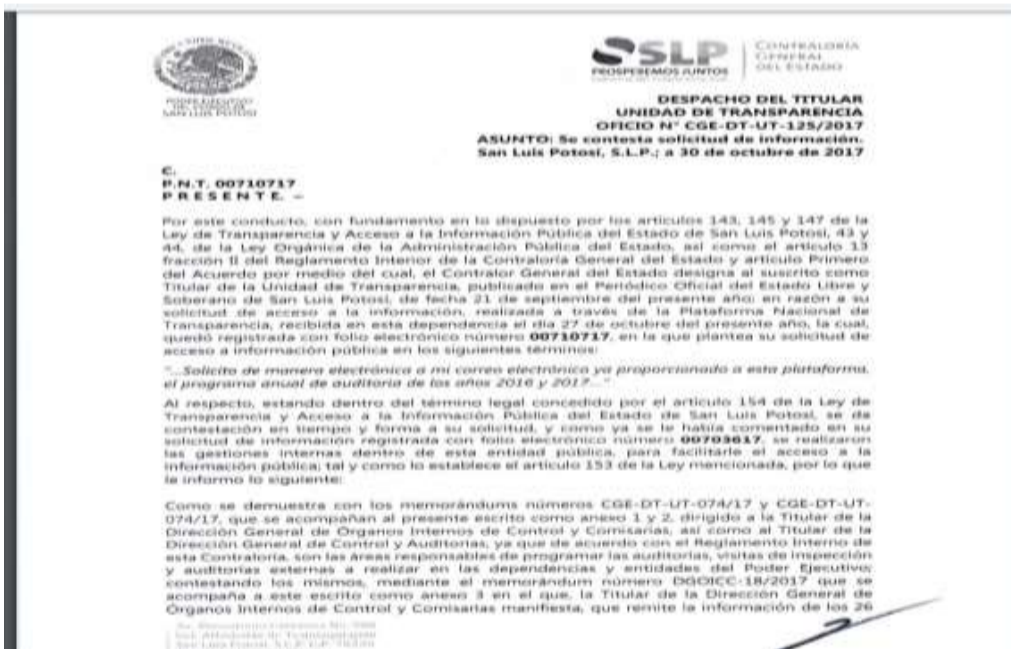 PODER EJECUTIVO
DEL ESTADO DE
SAN LUIS POTOSÍ
SLP
PROSPEREMOS JUNTOS
CONTRALORÍA
GENERAL
DEL ESTADO
DESPACHO DEL TITULAR
UNIDAD DE TRANSPARENCIA
OFICIO N° CGE-DT-UT-125/2017
ASUNTO: Se contesta solicitud de información.
San Luis Potosí, S.L.P.; a 30 de octubre de 2017
C.
P.N.T. 00710717
P R E S E N T E. –
Por este conducto, con fundamento en lo dispuesto por los artículos 143, 145 y 147 de la
Ley de Transparencia y Acceso a la Información Pública del Estado de San Luis Potosí, 43 y
44, de la Ley Orgánica de la Administración Pública del Estado, así como el artículo 13
fracción II del Reglamento Interior de la Contraloría General del Estado y artículo Primero
del Acuerdo por medio del cual, el Contralor General del Estado designa al suscrito como
Titular de la Unidad de Transparencia, publicado en el Periódico Oficial del Estado Libre y
Soberano de San Luis Potosí, de fecha 21 de septiembre del presente año; en razón a su
solicitud de acceso a la información, realizada a través de la Plataforma Nacional de
Transparencia, recibida en esta dependencia el día 27 de octubre del presente año, la cual,
quedó registrada con folio electrónico número 00710717, en la que plantea su solicitud de
acceso a información pública en los siguientes términos:
"...Solicito de manera electrónica a mi correo electrónico ya proporcionado a esta plataforma,
el programa anual de auditoria de los años 2016 y 2017..."
Al respecto, estando dentro del término legal concedido por el artículo 154 de la Ley de
Transparencia y Acceso a la Información Pública del Estado de San Luis Potosí, se da
contestación en tiempo y forma a su solicitud, y como ya se le había comentado en su
solicitud de información registrada con folio electrónico número 00703617, se realizaron
las gestiones internas dentro de esta entidad pública, para facilitarle el acceso a la
información pública; tal y como lo establece el artículo 153 de la Ley mencionada, por lo que
le informo lo siguiente:
Como se demuestra con los memorándums números CGE-DT-UT-074/17 y CGE-DT-UT-
074/17, que se acompañan al presente escrito como anexo 1 y 2, dirigido a la Titular de la
Dirección General de Órganos Internos de Control y Comisarías, así como al Titular de la
Dirección General de Control y Auditorías, ya que de acuerdo con el Reglamento Interno de
esta Contraloría, son las áreas responsables de programar las auditorías, visitas de inspección
y auditorías externas a realizar en las dependencias y entidades del Poder Ejecutivo;
contestando los mismos, mediante el memorándum número DGOICC-18/2017 que se
acompaña a este escrito como anexo 3 en el que, la Titular de la Dirección General de
Órganos Internos de Control y Comisarías manifiesta, que remite la información de los 26